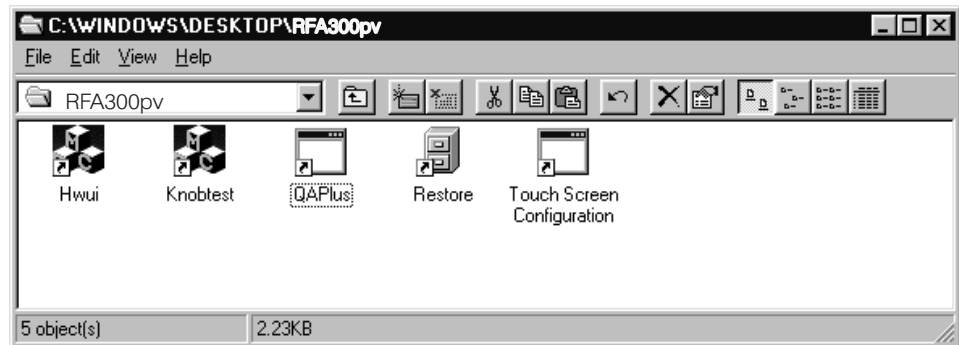 C:\WINDOWS\DESKTOP\RFA300pv
File Edit View Help
RFA300pv
Hwui Knobtest QAPlus Restore Touch Screen
Configuration
5 object(s) 2.23KB